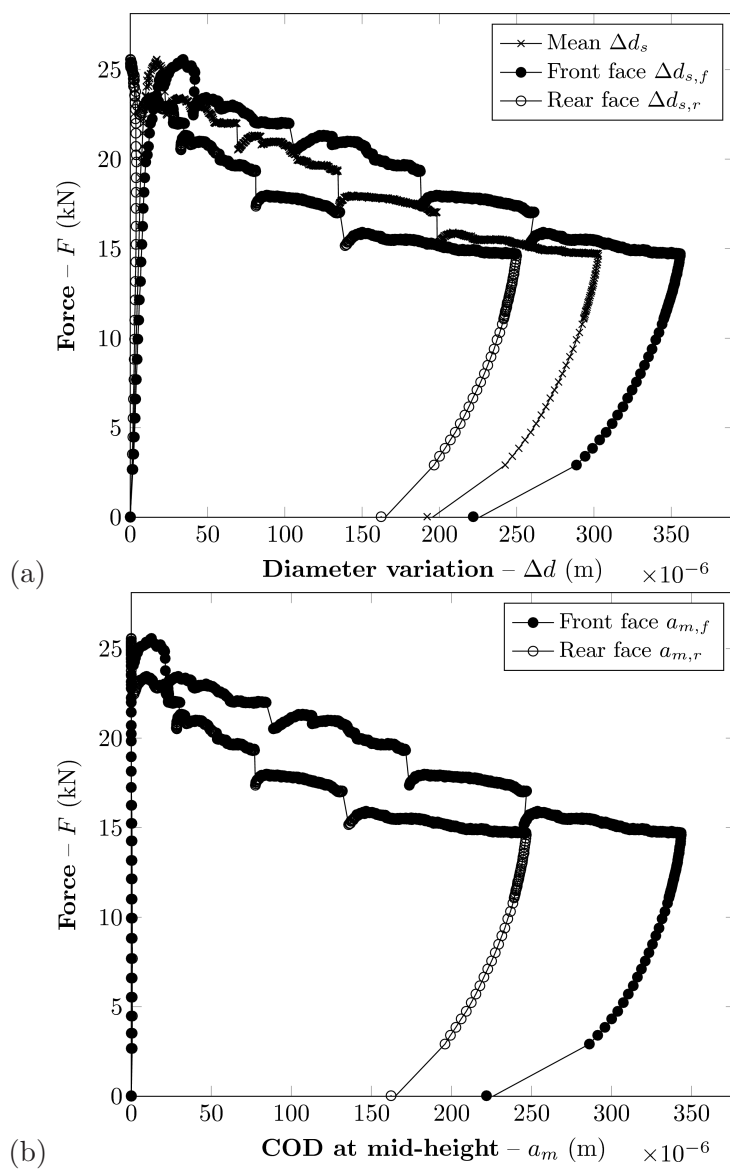 Mean Δd_s
Front face Δd_{s,f}
Rear face Δd_{s,r}
25
20
15
10
5
0
Force – F (kN)
0 50 100 150 200 250 300 350
Diameter variation – Δd (m) ×10⁻⁶
(a)
Front face a_{m,f}
Rear face a_{m,r}
25
20
15
10
5
0
Force – F (kN)
0 50 100 150 200 250 300 350
COD at mid-height – a_m (m) ×10⁻⁶
(b)